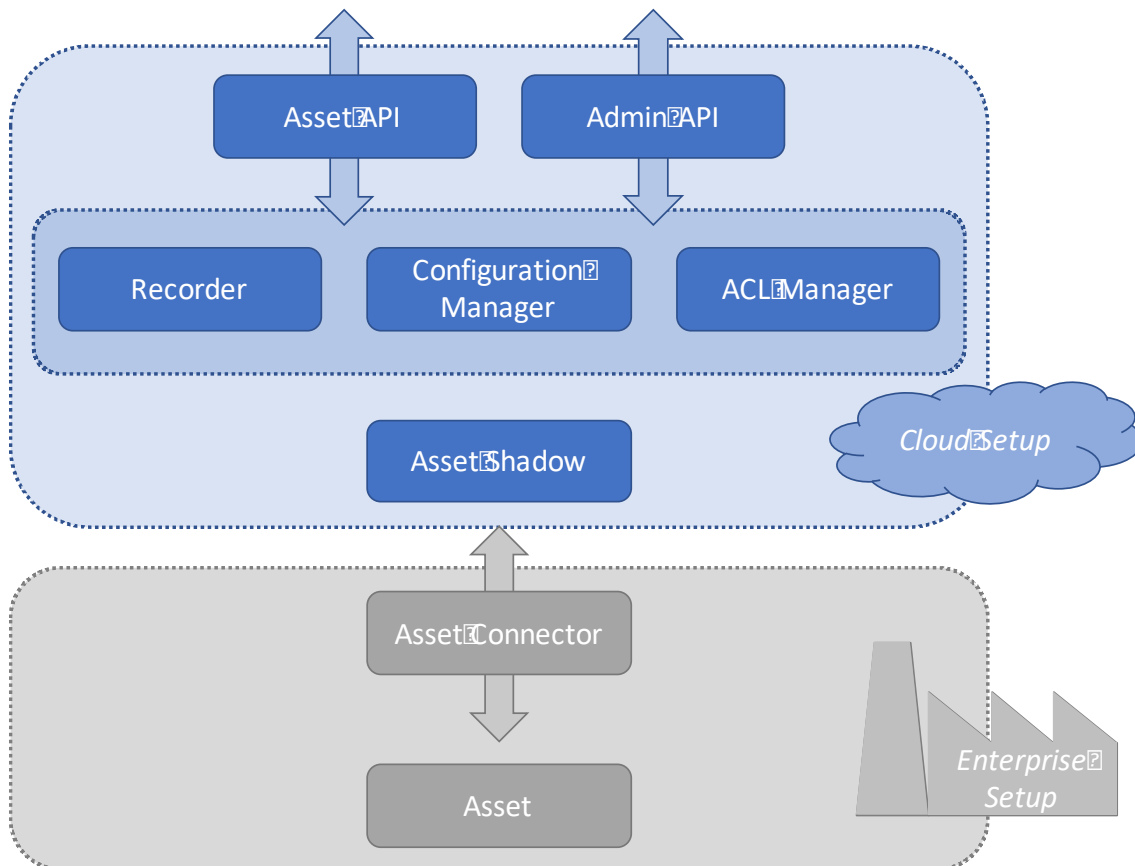 Asset API
Admin API
Recorder
Configuration
Manager
ACL Manager
Asset Shadow
Cloud Setup
Asset Connector
Enterprise
Setup
Asset